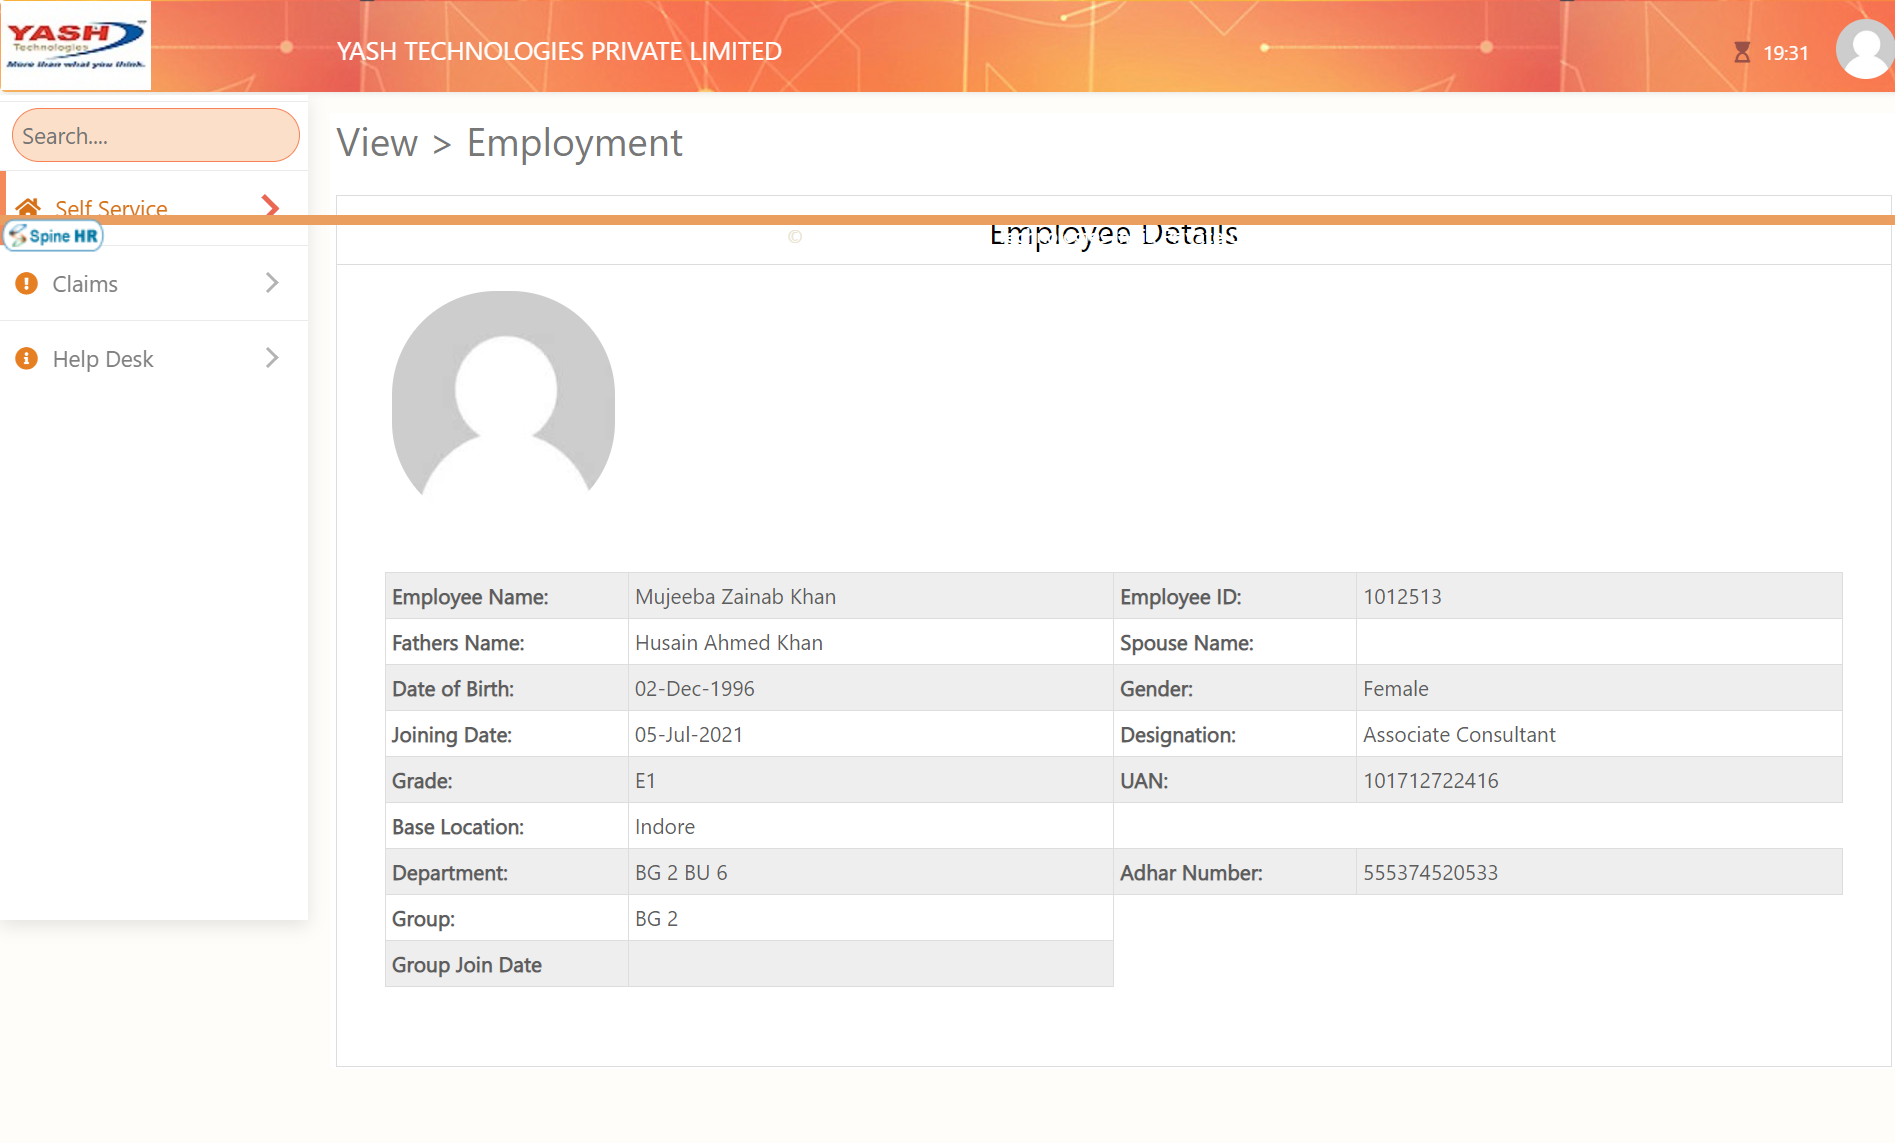 YASH
Technologies
More than what you think.
YASH TECHNOLOGIES PRIVATE LIMITED
19:31
Search....
View > Employment
Self Service
Spine HR
©
Employee Details
Claims
Help Desk
Employee Name: Mujeeba Zainab Khan Employee ID: 1012513
Fathers Name: Husain Ahmed Khan Spouse Name:
Date of Birth: 02-Dec-1996 Gender: Female
Joining Date: 05-Jul-2021 Designation: Associate Consultant
Grade: E1 UAN: 101712722416
Base Location: Indore
Department: BG 2 BU 6 Adhar Number: 555374520533
Group: BG 2
Group Join Date